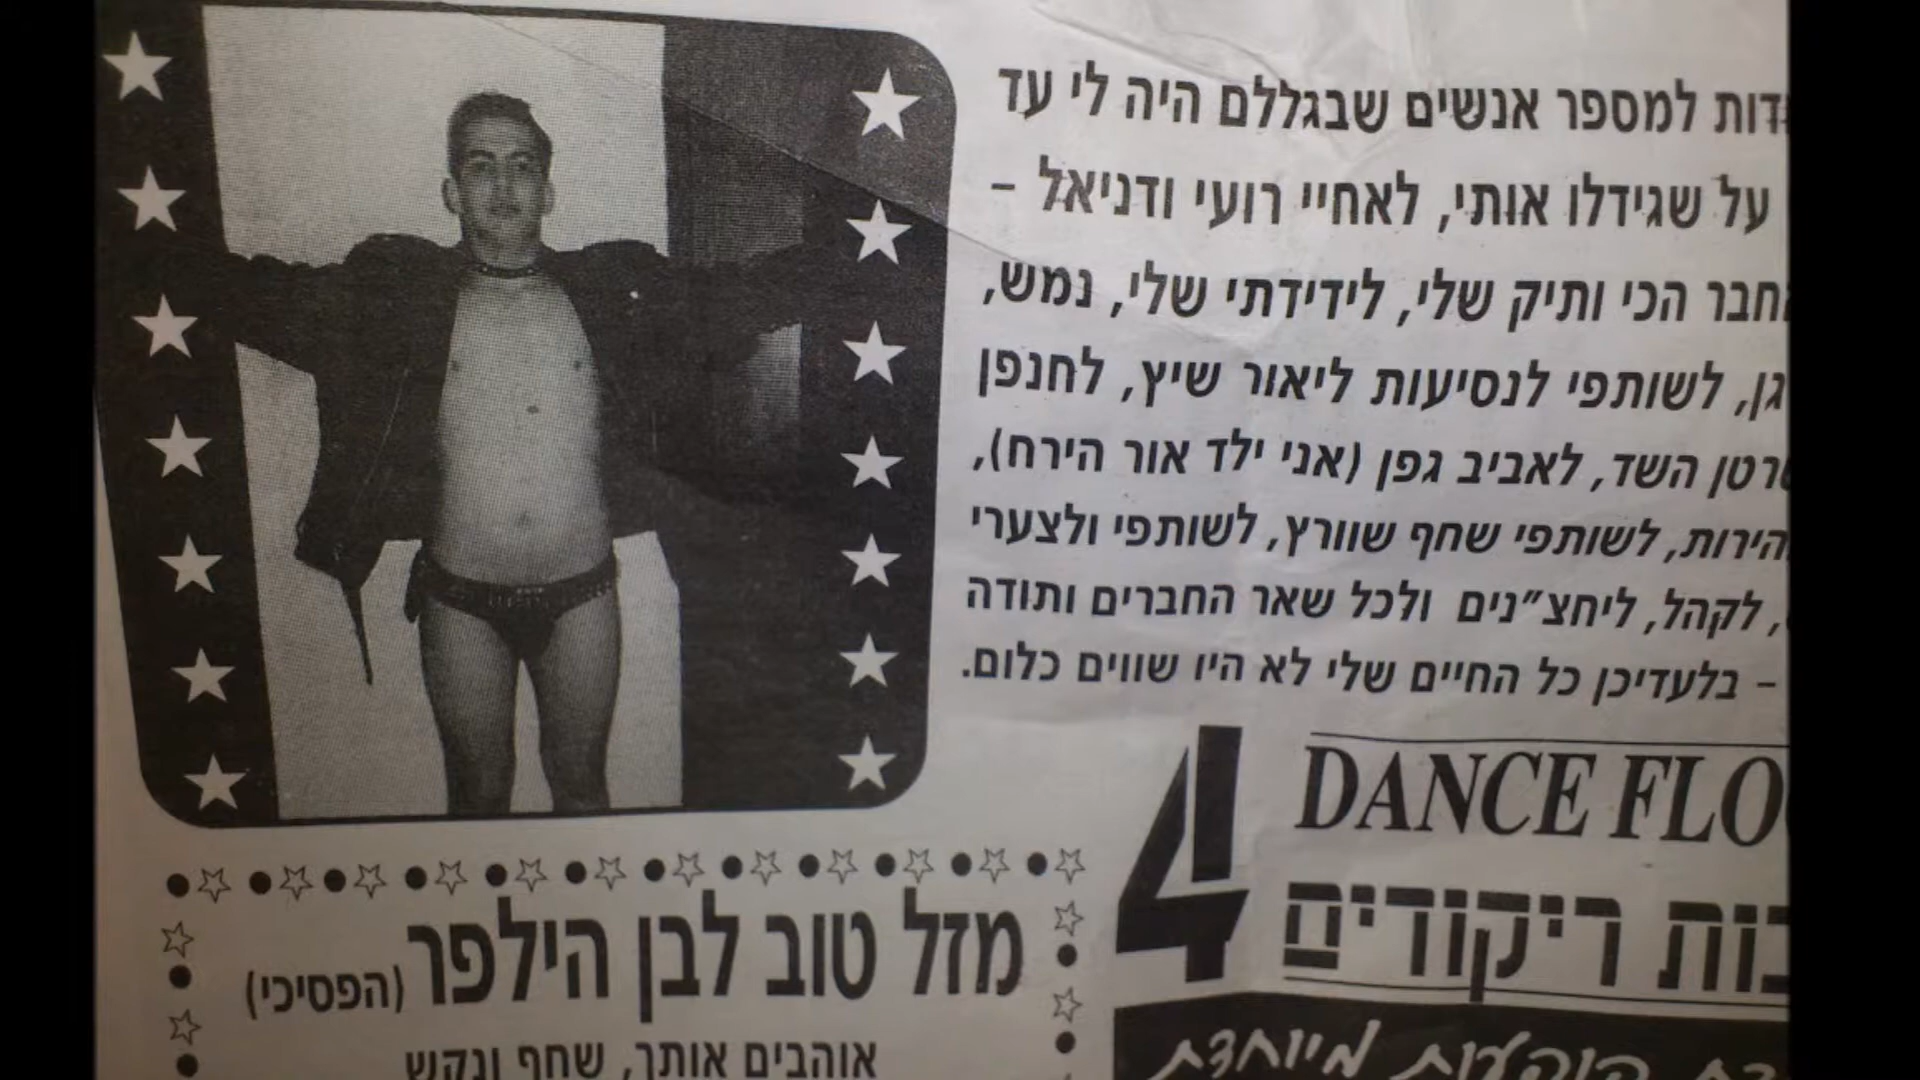 דות למספר אנשים שבגללם היה לי עד
על שגידלו אותי, לאחיי רועי ודניאל -
חבר הכי ותיק שלי, לידידתי שלי, נמש,
גן, לשותפי לנסיעות ליאור שיץ, לחנפן
רטן השד, לאביב גפן (אני ילד אור הירח),
הירות, לשותפי שחף שוורץ, לשותפי ולצערי
, לקהל, ליחצ"נים ולכל שאר החברים ותודה
- בלעדיכן כל החיים שלי לא היו שווים כלום.
4 DANCE FLO
בות ריקודים
הופעות מיוחדת
מזל טוב לבן הילפר (הפסיכי)
אוהבים אותך, שחף ונקש